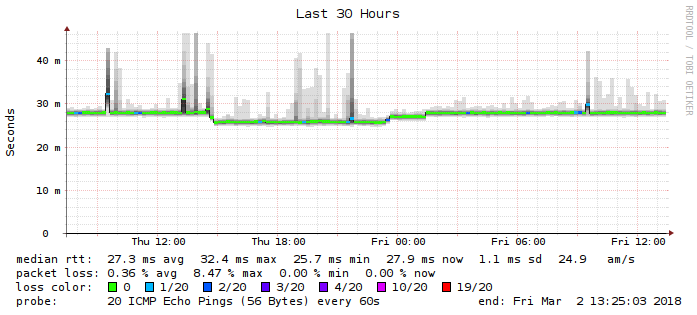 Last 30 Hours
RRDTOOL / TOBI OETIKER
Seconds
40 m
30 m
20 m
10 m
0
Thu 12:00 Thu 18:00 Fri 00:00 Fri 06:00 Fri 12:00
median rtt: 27.3 ms avg 32.4 ms max 25.7 ms min 27.9 ms now 1.1 ms sd 24.9 am/s
packet loss: 0.36 % avg 8.47 % max 0.00 % min 0.00 % now
loss color: 0 1/20 2/20 3/20 4/20 10/20 19/20
probe: 20 ICMP Echo Pings (56 Bytes) every 60s end: Fri Mar 2 13:25:03 2018